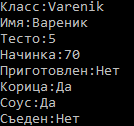 Класс:Varenik
Имя:Вареник
Тесто:5
Начинка:70
Приготовлен:Нет
Корица:Да
Соус:Да
Съеден:Нет